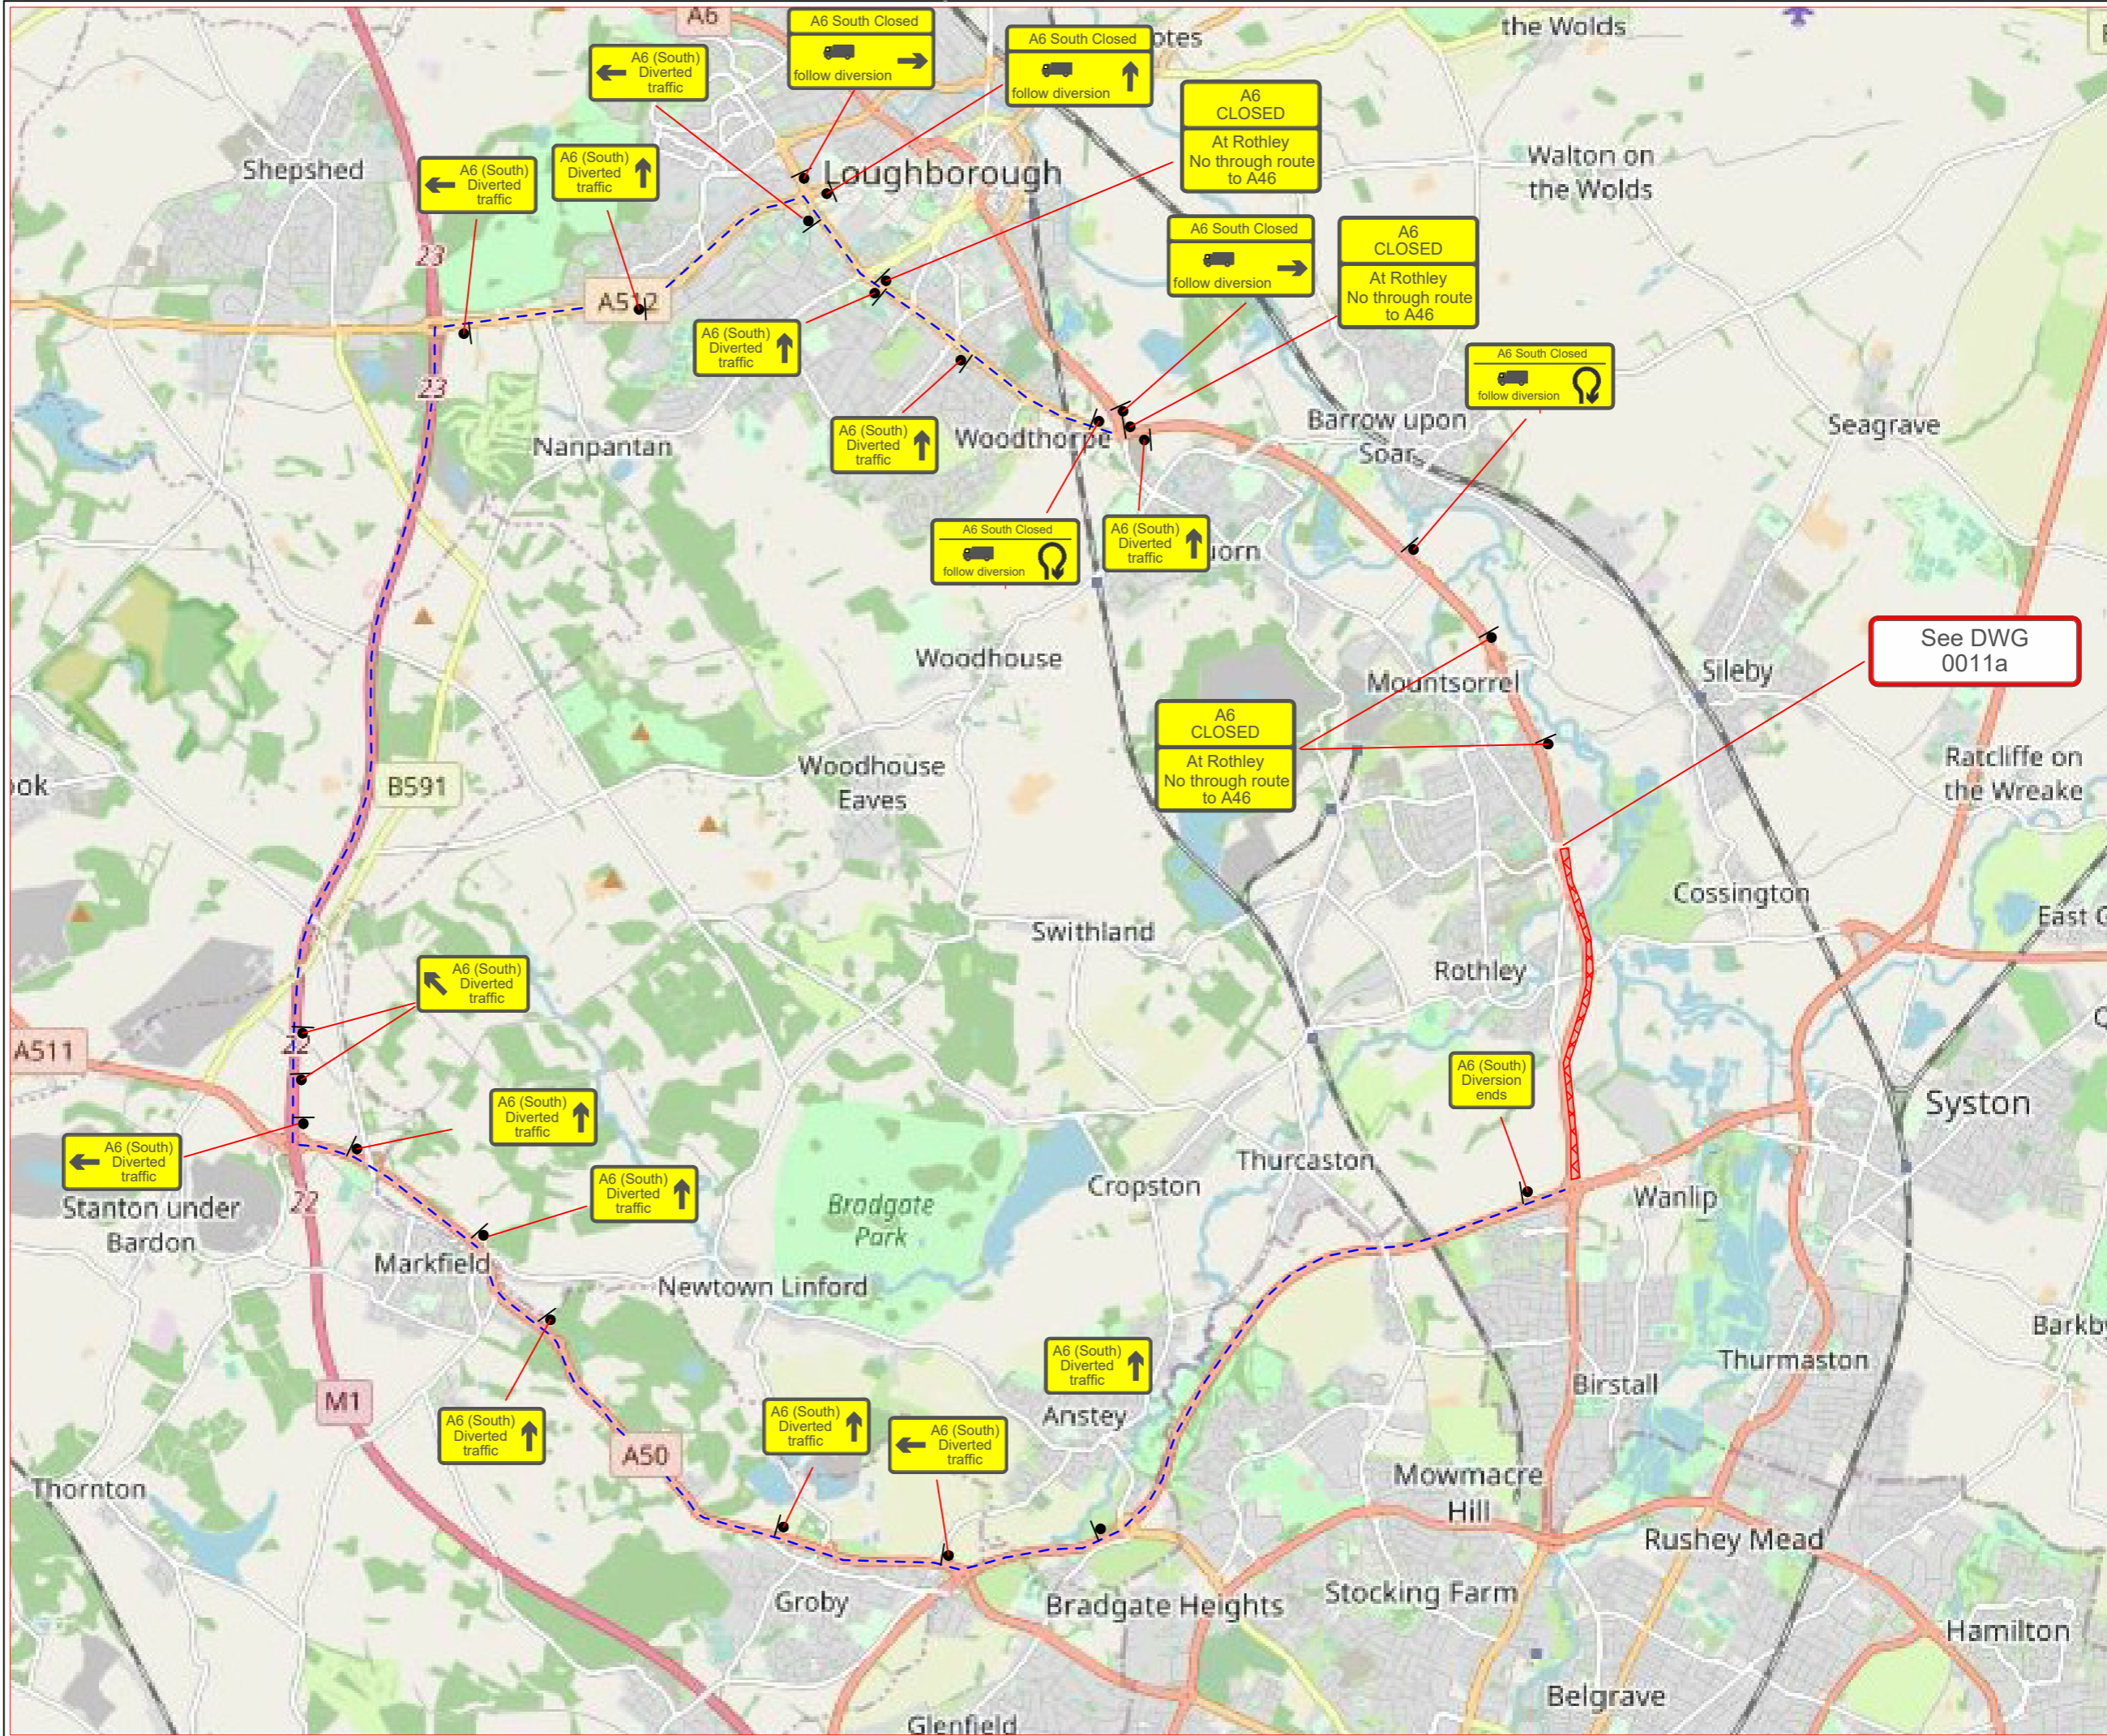 A6
the Wolds
A6 South Closed
follow diversion
A6 South Closed
follow diversion
otes
A6 (South)
Diverted
traffic
A6
CLOSED
At Rothley
No through route
to A46
Shepshed
A6 (South)
Diverted
traffic
A6 (South)
Diverted
traffic
Loughborough
Walton on
the Wolds
23
A6 South Closed
follow diversion
A6
CLOSED
At Rothley
No through route
to A46
A512
A6 (South)
Diverted
traffic
23
A6 South Closed
follow diversion
Nanpantan
A6 (South)
Diverted
traffic
Woodthorpe
Barrow upon
Soar
Seagrave
A6 South Closed
follow diversion
A6 (South)
Diverted
traffic
orn
See DWG
0011a
Woodhouse
Mountsorrel
Sileby
A6
CLOSED
At Rothley
No through route
to A46
ook
B591
Woodhouse
Eaves
Ratcliffe on
the Wreake
Cossington
East G
Swithland
Rothley
A6 (South)
Diverted
traffic
A511
22
A6 (South)
Diversion
ends
A6 (South)
Diverted
traffic
Syston
A6 (South)
Diverted
traffic
Thurcaston
Cropston
A6 (South)
Diverted
traffic
Wanlip
22
Stanton under
Bardon
Bradgate
Park
Markfield
Newtown Linford
Barkby
A6 (South)
Diverted
traffic
Thurmaston
Birstall
M1
Anstey
A6 (South)
Diverted
traffic
A6 (South)
Diverted
traffic
A6 (South)
Diverted
traffic
A50
Mowmacre
Hill
Thornton
Rushey Mead
Groby
Bradgate Heights
Stocking Farm
Hamilton
Belgrave
Glenfield